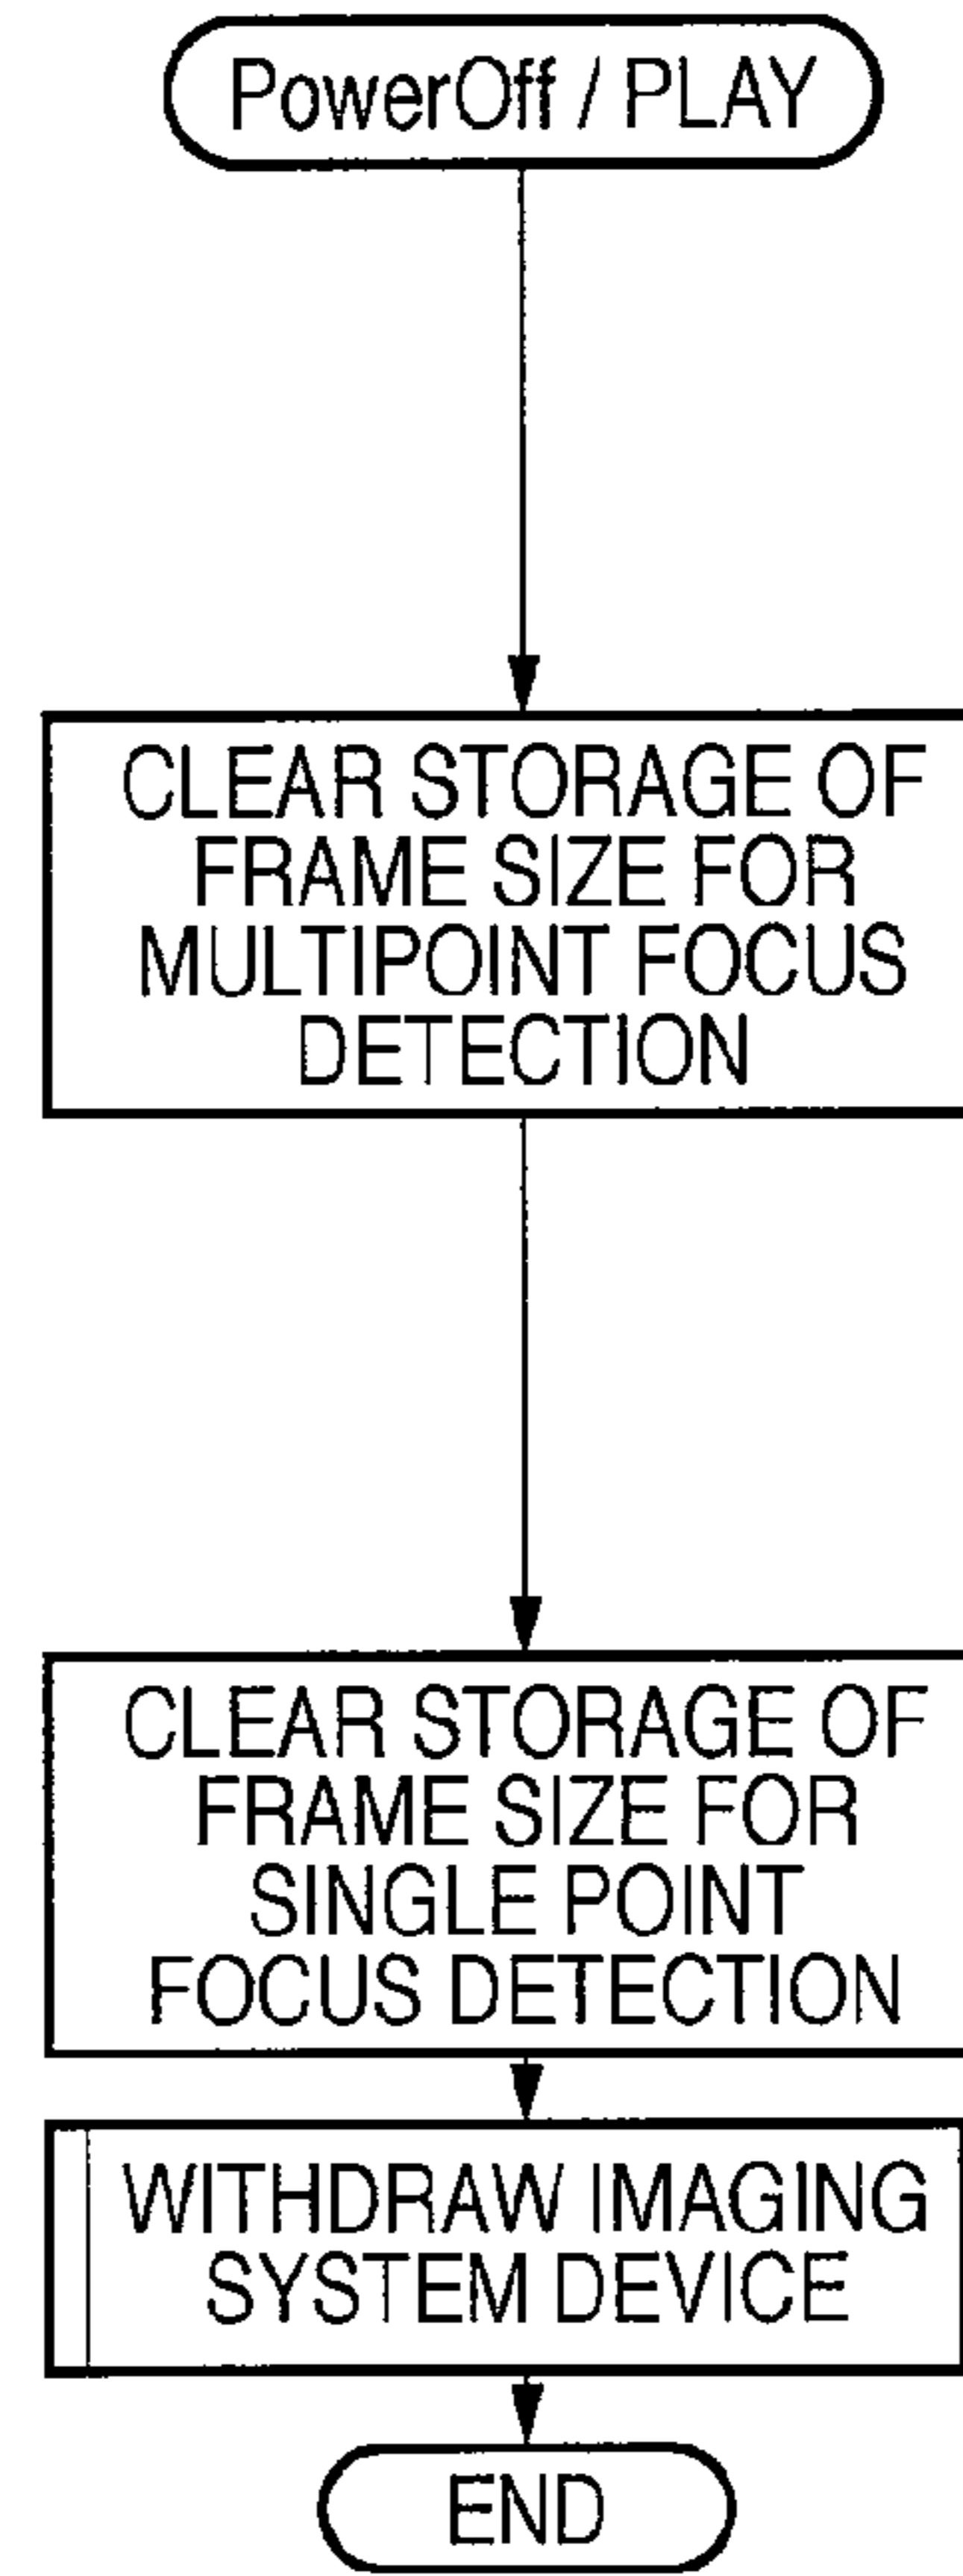 PowerOff / PLAY
CLEAR STORAGE OF
FRAME SIZE FOR
MULTIPOINT FOCUS
DETECTION
CLEAR STORAGE OF
FRAME SIZE FOR
SINGLE POINT
FOCUS DETECTION
WITHDRAW IMAGING
SYSTEM DEVICE
END